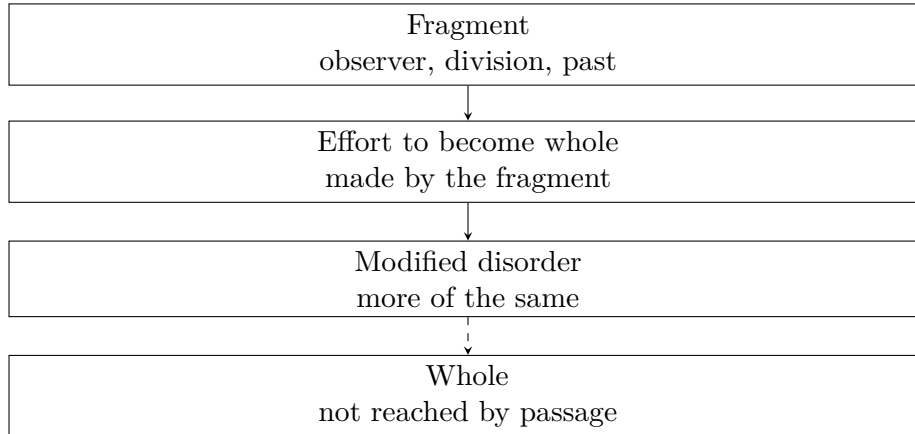 Fragment
observer, division, past
Effort to become whole
made by the fragment
Modified disorder
more of the same
Whole
not reached by passage